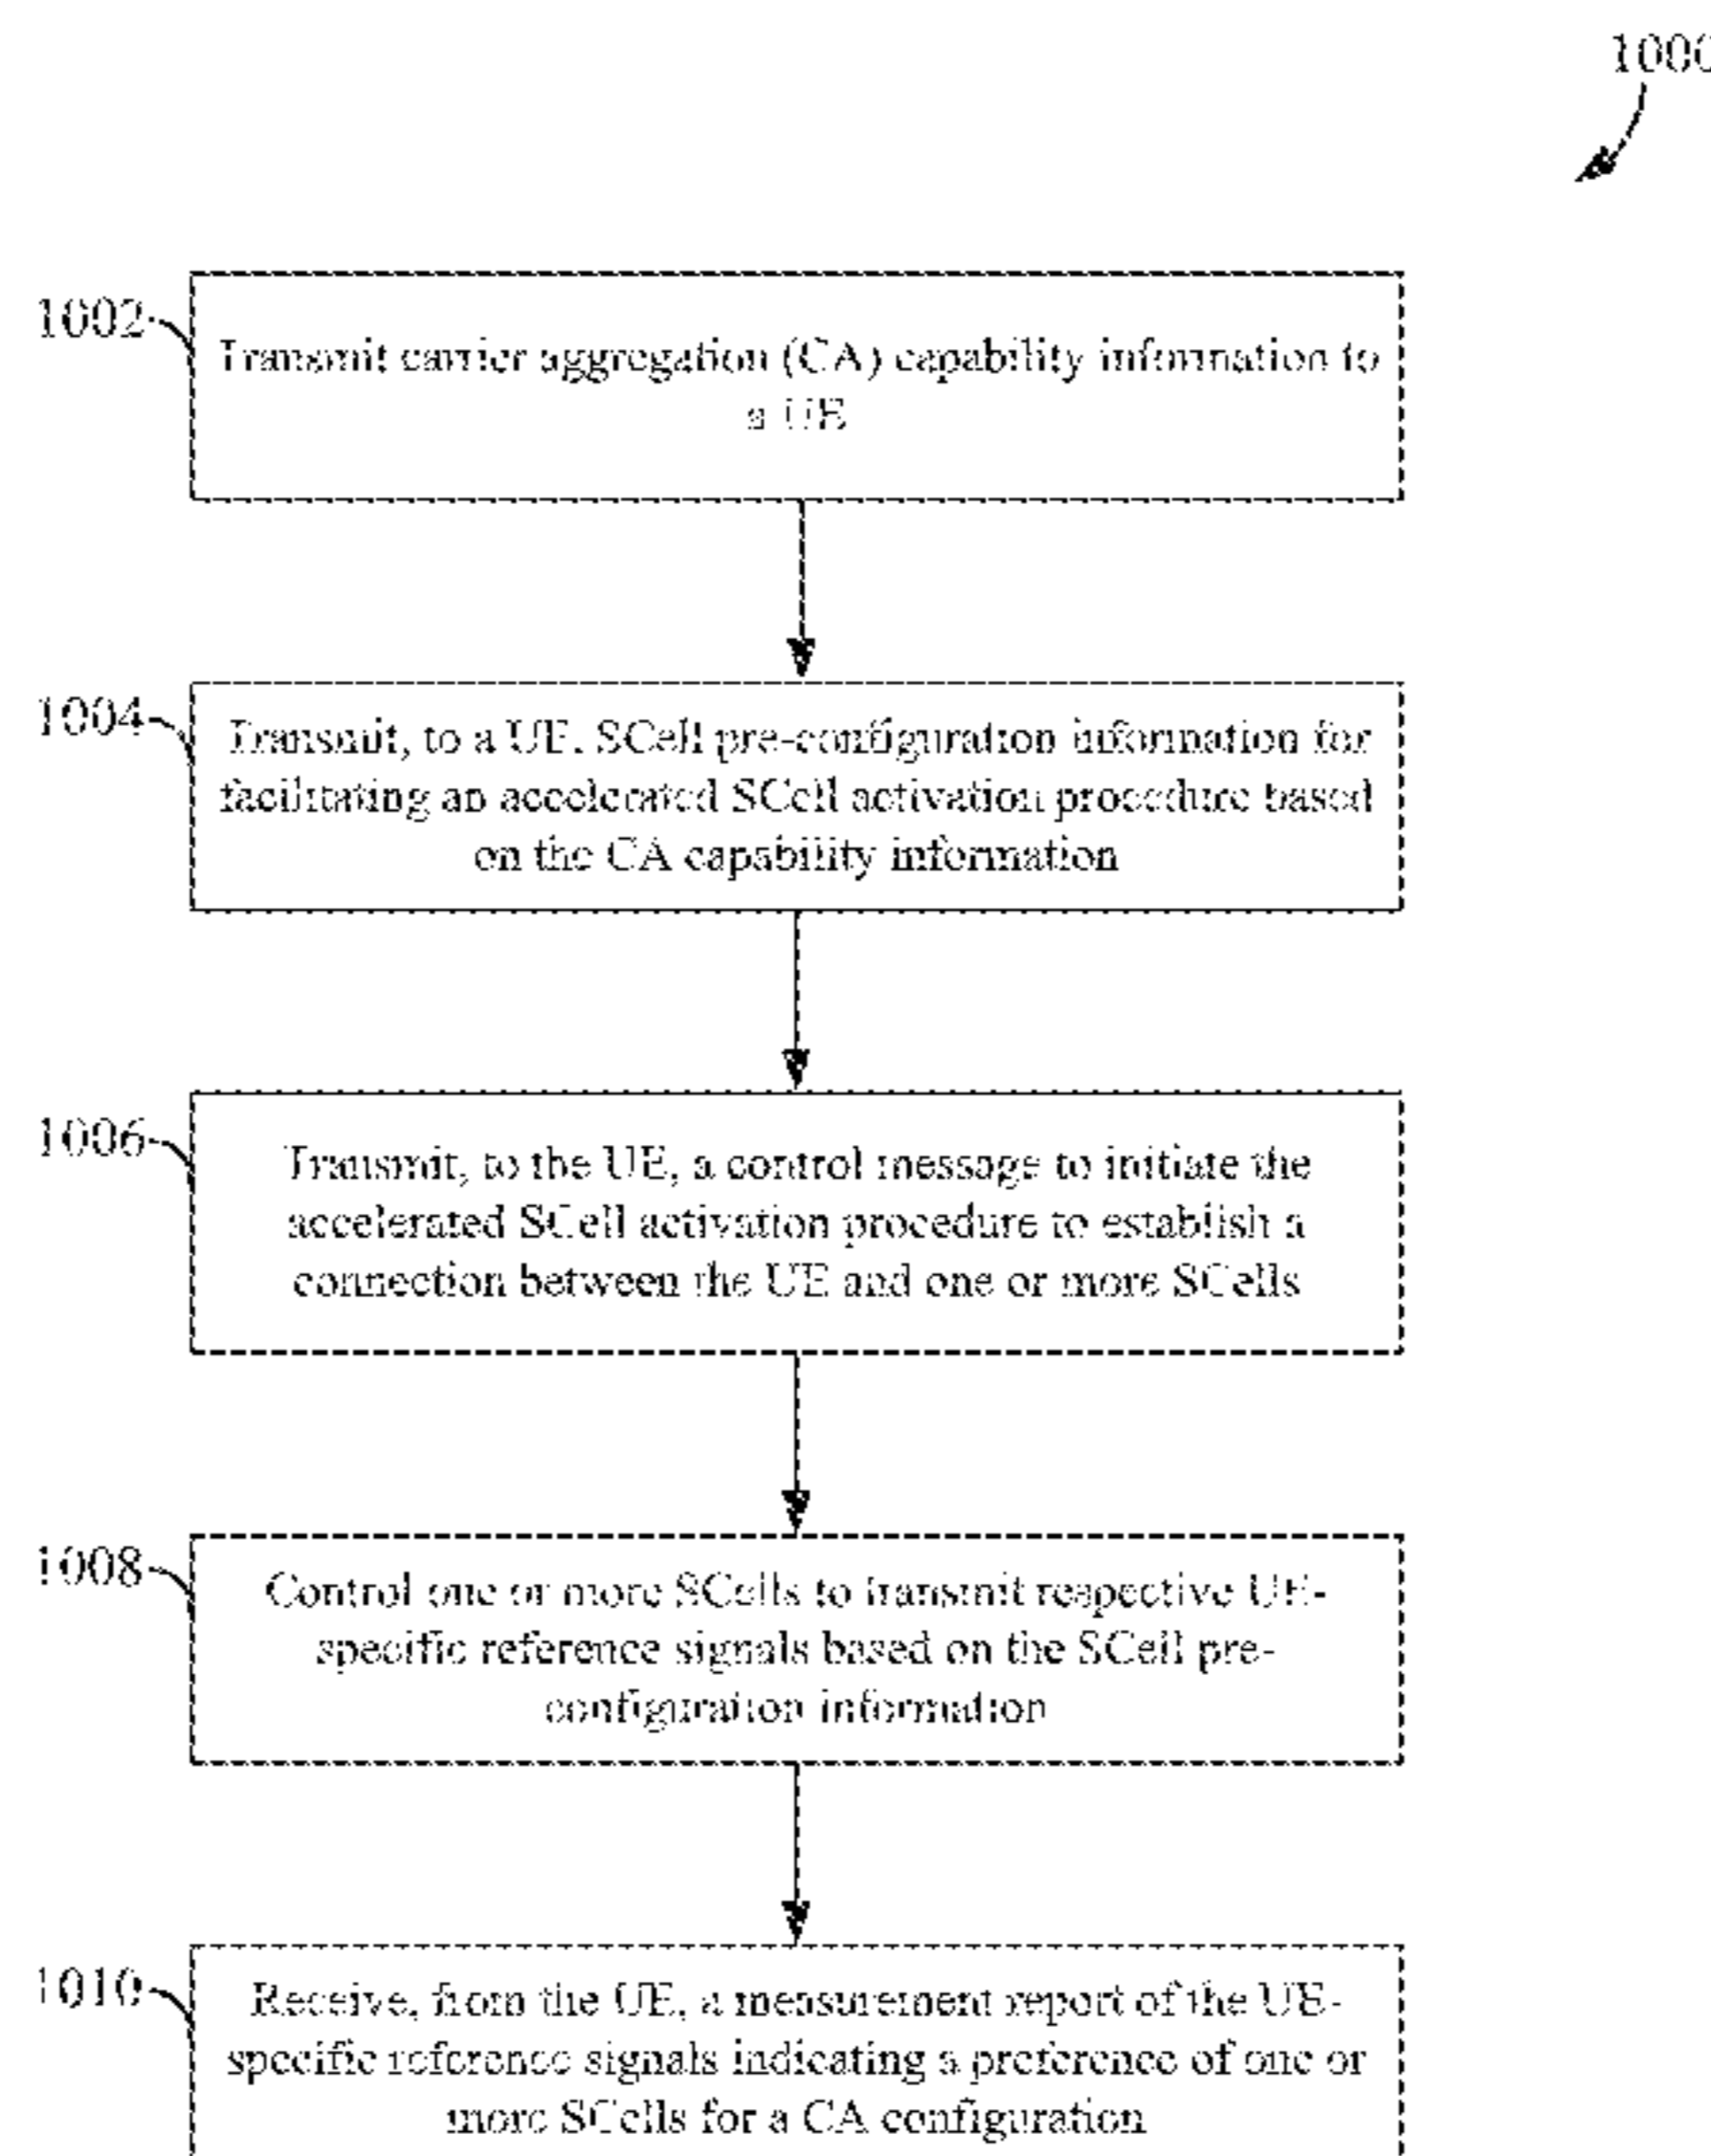 1000
1002
Transmit carrier aggregation (CA) capability information to
a UE
1004
Transmit, to a UE, SCell pre-configuration information for
facilitating an accelerated SCell activation procedure based
on the CA capability information
1006
Transmit, to the UE, a control message to initiate the
accelerated SCell activation procedure to establish a
connection between the UE and one or more SCells
1008
Control one or more SCells to transmit respective UE-
specific reference signals based on the SCell pre-
configuration information
1010
Receive, from the UE, a measurement report of the UE-
specific reference signals indicating a preference of one or
more SCells for a CA configuration